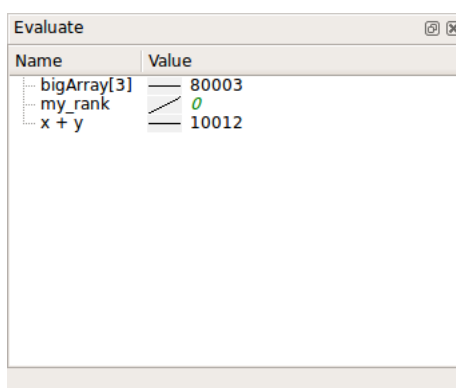 Evaluate
Name Value
bigArray[3] 80003
my_rank 0
x + y 10012